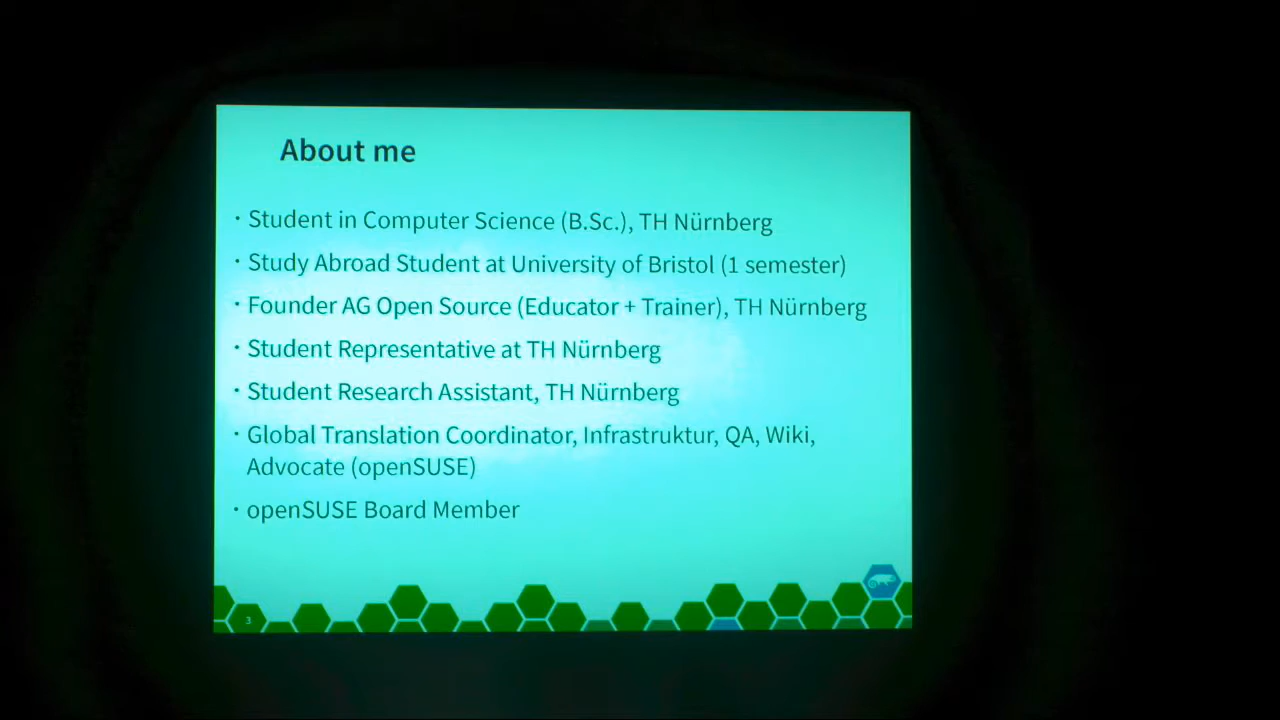 About me
• Student in Computer Science (B.Sc.), TH Nürnberg
• Study Abroad Student at University of Bristol (1 semester)
• Founder AG Open Source (Educator + Trainer), TH Nürnberg
• Student Representative at TH Nürnberg
• Student Research Assistant, TH Nürnberg
• Global Translation Coordinator, Infrastruktur, QA, Wiki,
Advocate (openSUSE)
• openSUSE Board Member
3